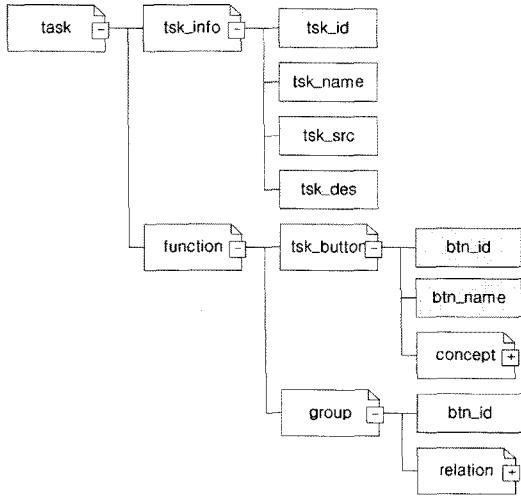 task
tsk_info
tsk_id
tsk_name
tsk_src
tsk_des
function
tsk_button
btn_id
btn_name
concept
group
btn_id
relation